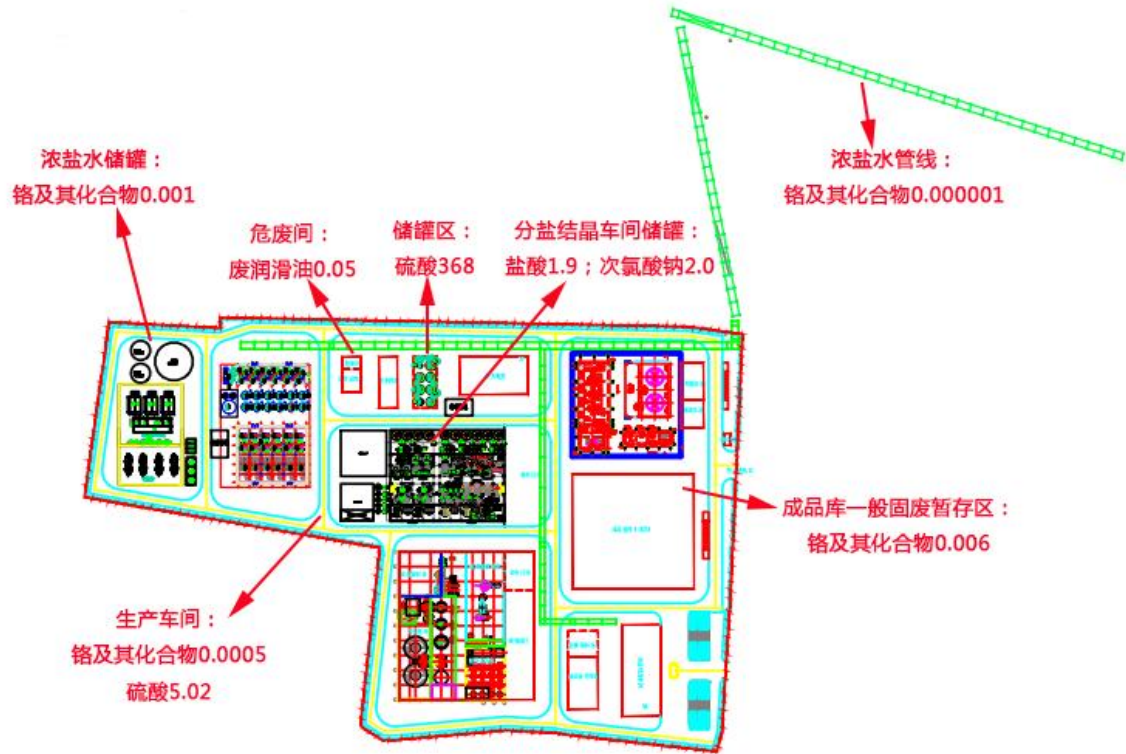 浓盐水储罐：
铬及其化合物0.001
危废间：
废润滑油0.05
储罐区：
硫酸368
分盐结晶车间储罐：
盐酸1.9；次氯酸钠2.0
浓盐水管线：
铬及其化合物0.000001
成品库一般固废暂存区：
铬及其化合物0.006
生产车间：
铬及其化合物0.0005
硫酸5.02